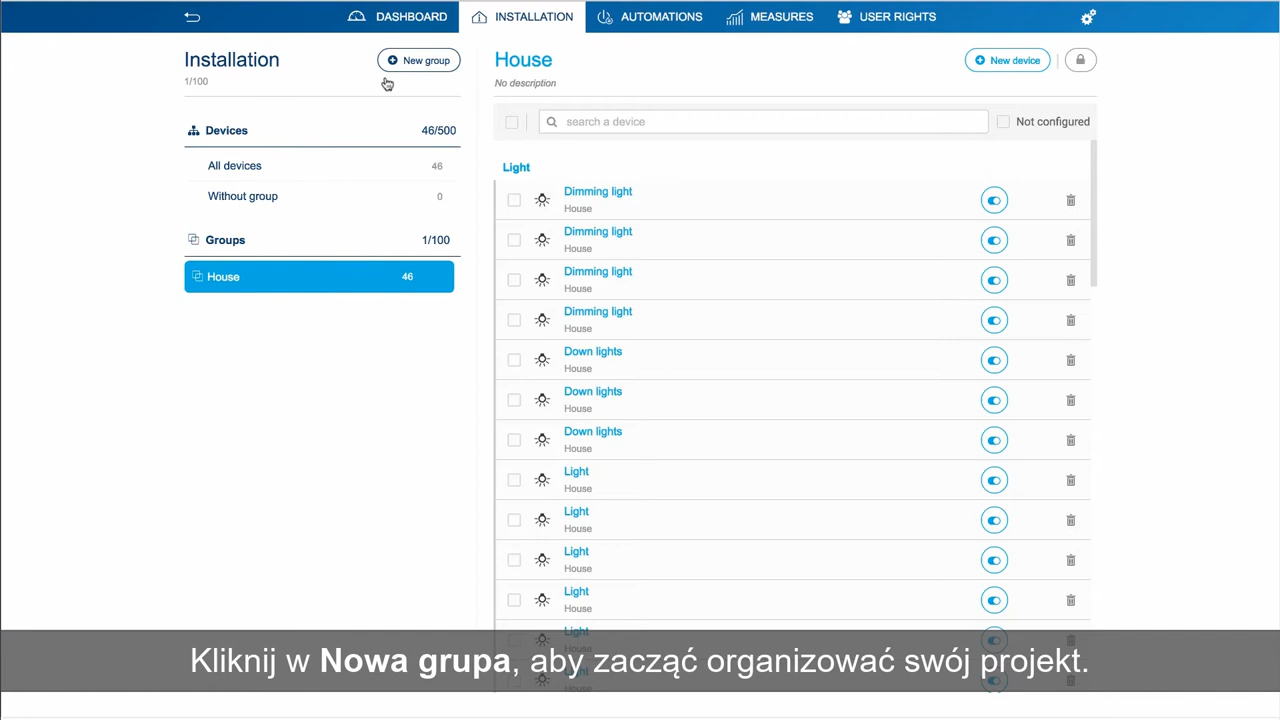 DASHBOARD
INSTALLATION
AUTOMATIONS
MEASURES
USER RIGHTS
Installation
New group
1/100
Devices 46/500
All devices 46
Without group 0
Groups 1/100
House 46
House
No description
New device
search a device
Not configured
Light
Dimming light
House
Dimming light
House
Dimming light
House
Dimming light
House
Down lights
House
Down lights
House
Down lights
House
Light
House
Light
House
Light
House
Light
House
Light
Kliknij w Nowa grupa, aby zacząć organizować swój projekt.